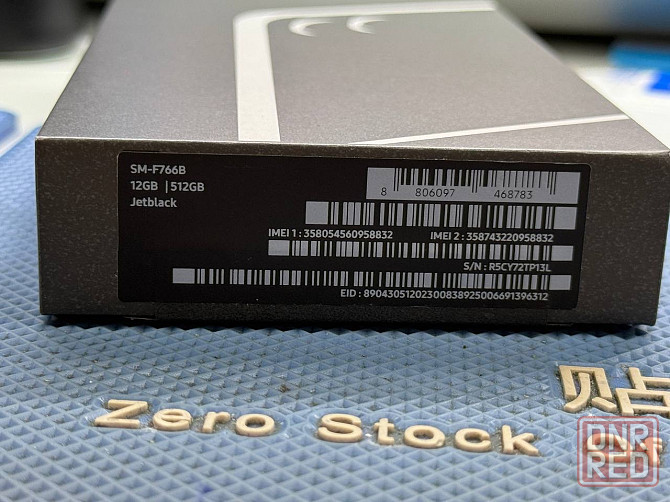 SM-F766B
12GB | 512GB
Jetblack
8 806097 468783
IMEI 1 : 358054560958832 IMEI 2 : 358743220958832
S/N : R5CY72TP13L
EID : 89043051202300838925006691396312
Zero Stock
ONR
RED